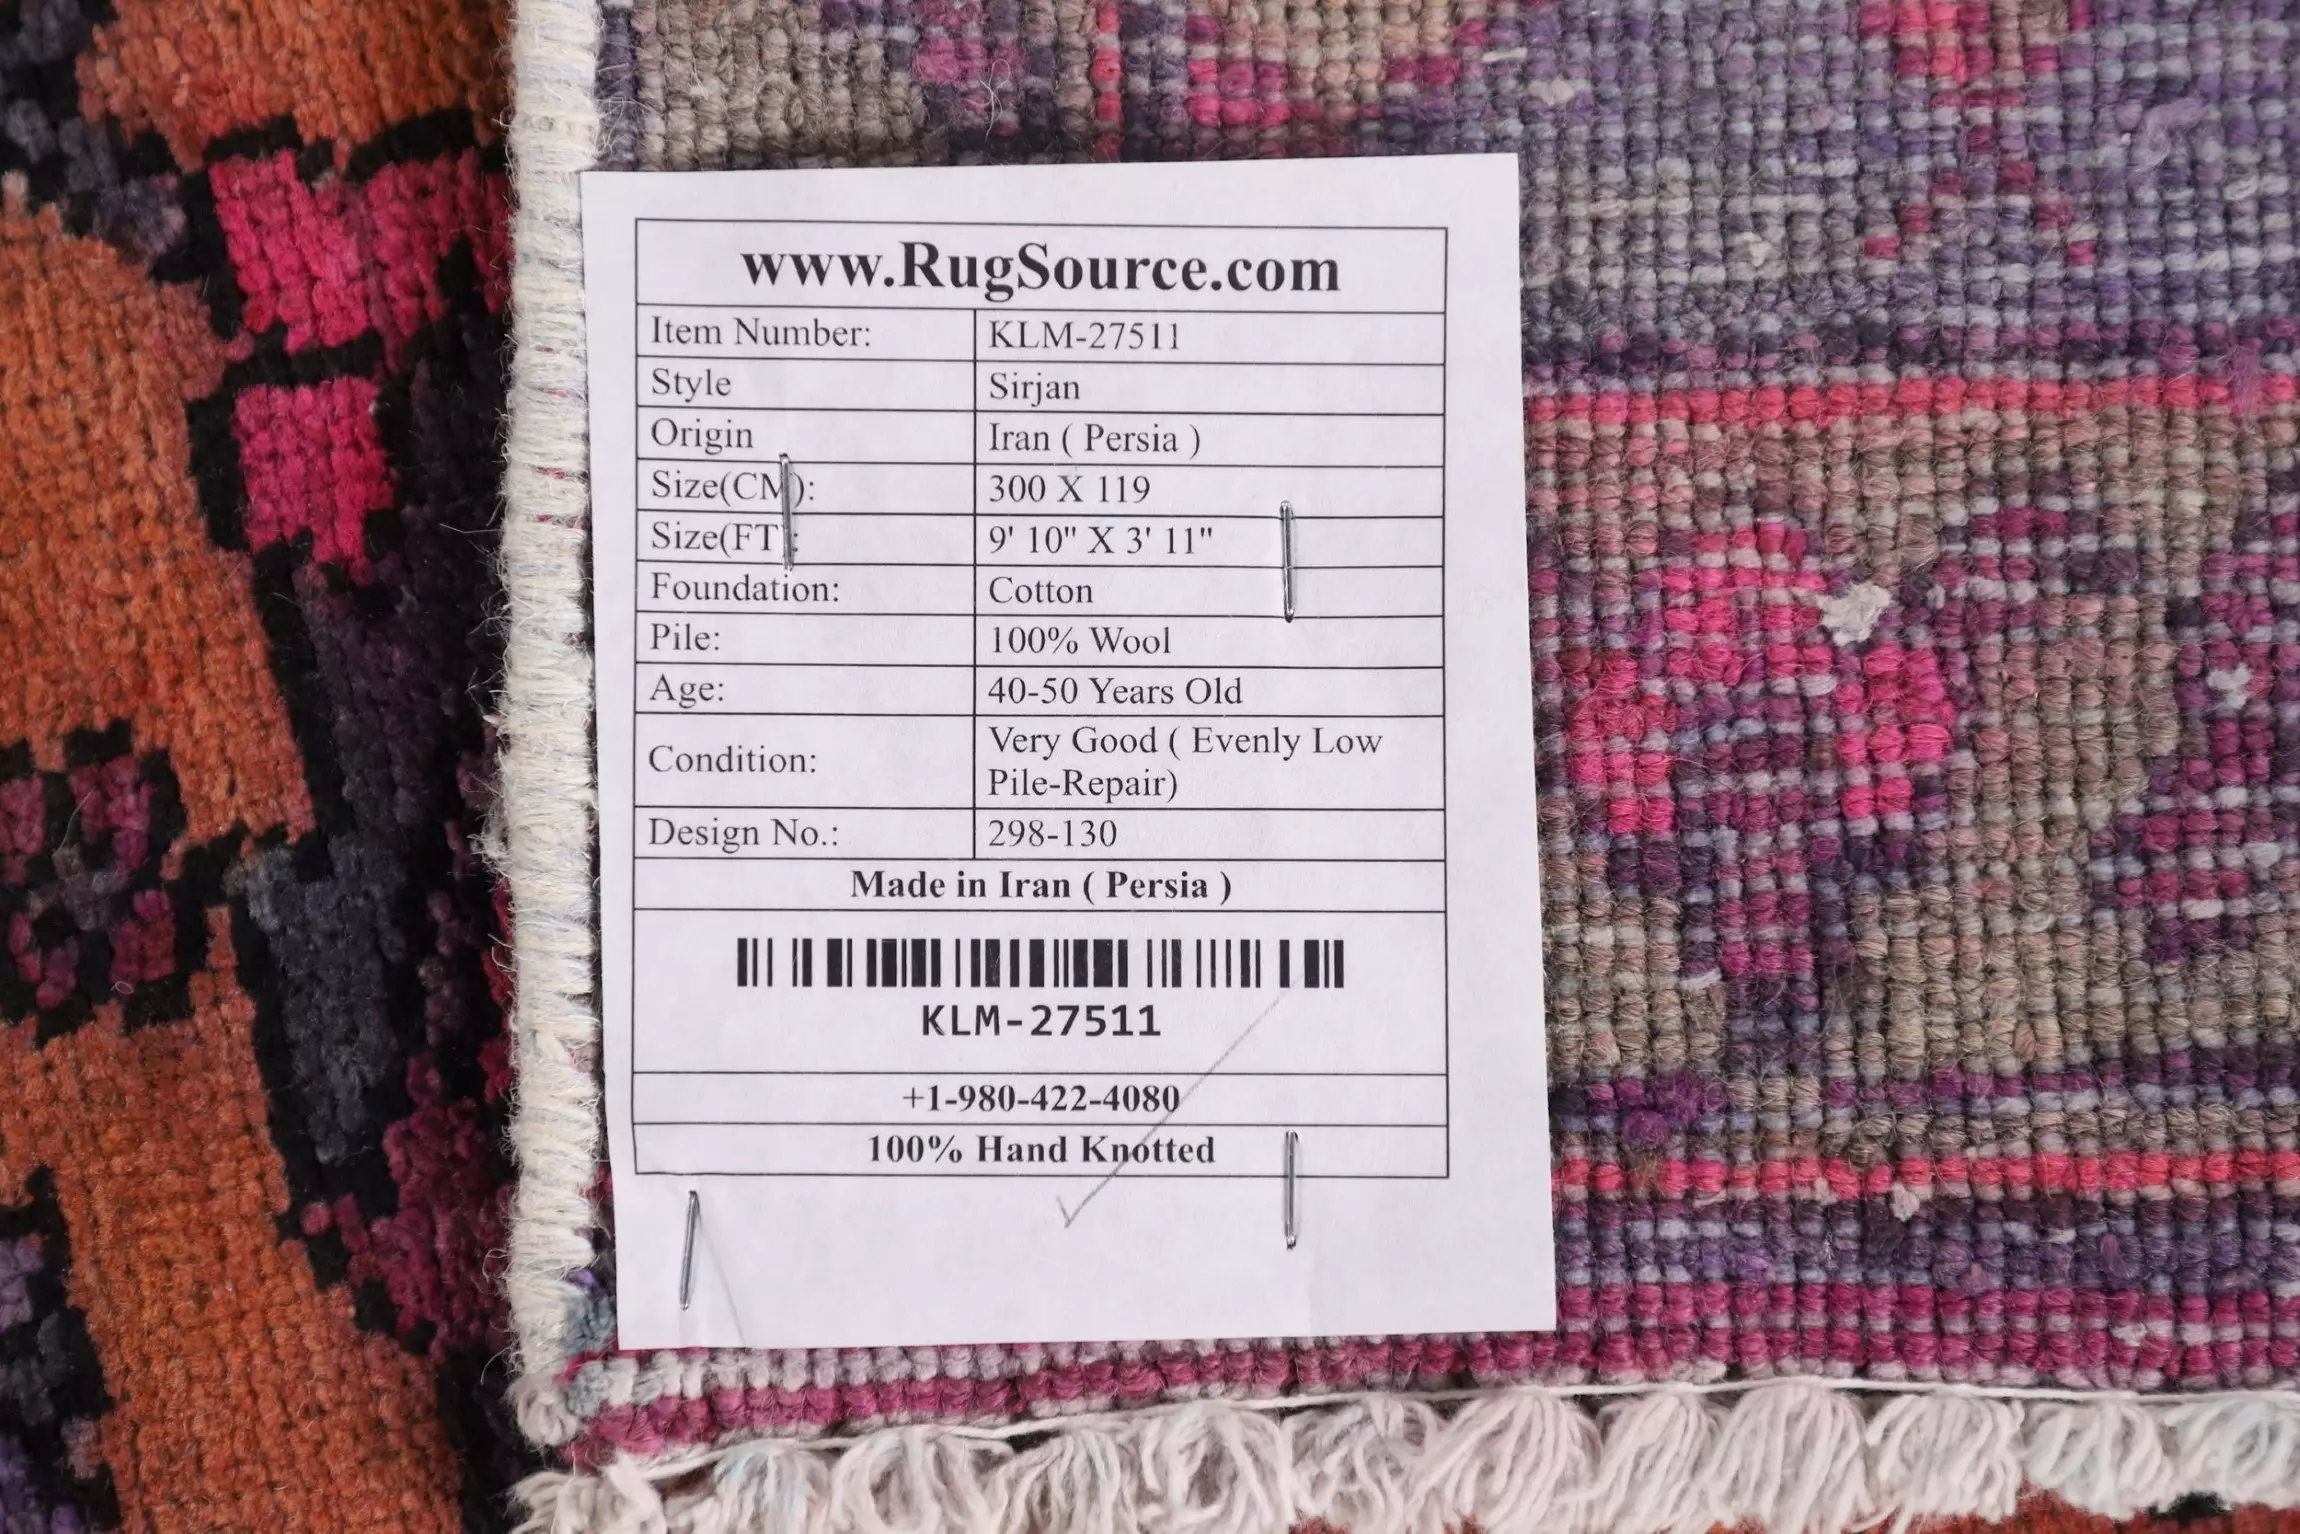 www.RugSource.com
Item Number: KLM-27511
Style Sirjan
Origin Iran ( Persia )
Size(CM): 300 X 119
Size(FT): 9' 10" X 3' 11"
Foundation: Cotton
Pile: 100% Wool
Age: 40-50 Years Old
Condition: Very Good ( Evenly Low
Pile-Repair)
Design No.: 298-130
Made in Iran ( Persia )
KLM-27511
+1-980-422-4080
100% Hand Knotted